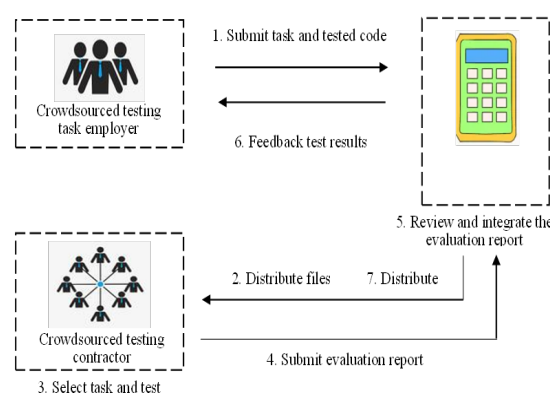 1. Submit task and tested code
Crowdsourced testing
task employer
6. Feedback test results
5. Review and integrate the
evaluation report
2. Distribute files
7. Distribute
Crowdsourced testing
contractor
4. Submit evaluation report
3. Select task and test